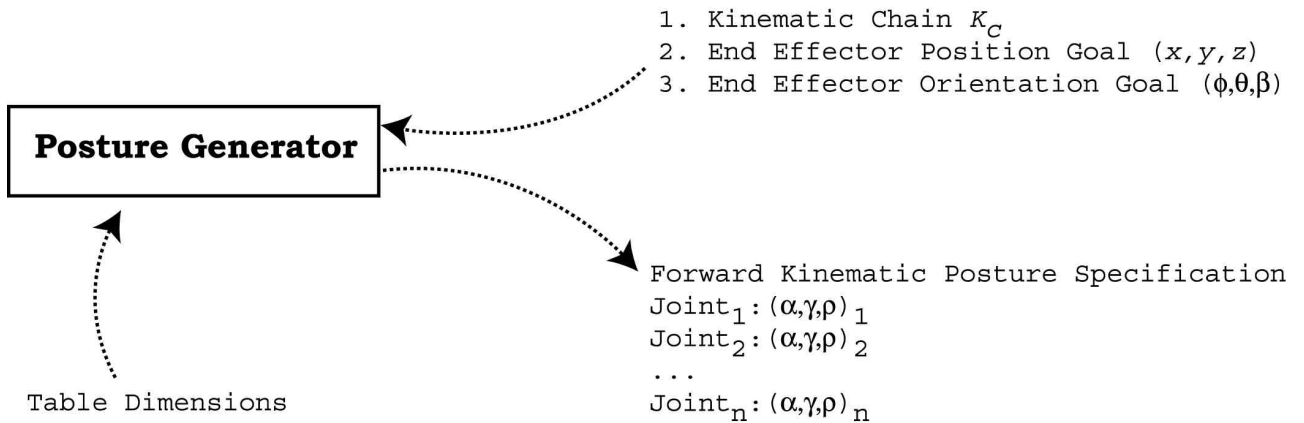 1. Kinematic Chain K_C
2. End Effector Position Goal (x,y,z)
3. End Effector Orientation Goal (ϕ,θ,β)
Posture Generator
Forward Kinematic Posture Specification
Joint_1:(α,γ,ρ)_1
Joint_2:(α,γ,ρ)_2
...
Joint_n:(α,γ,ρ)_n
Table Dimensions